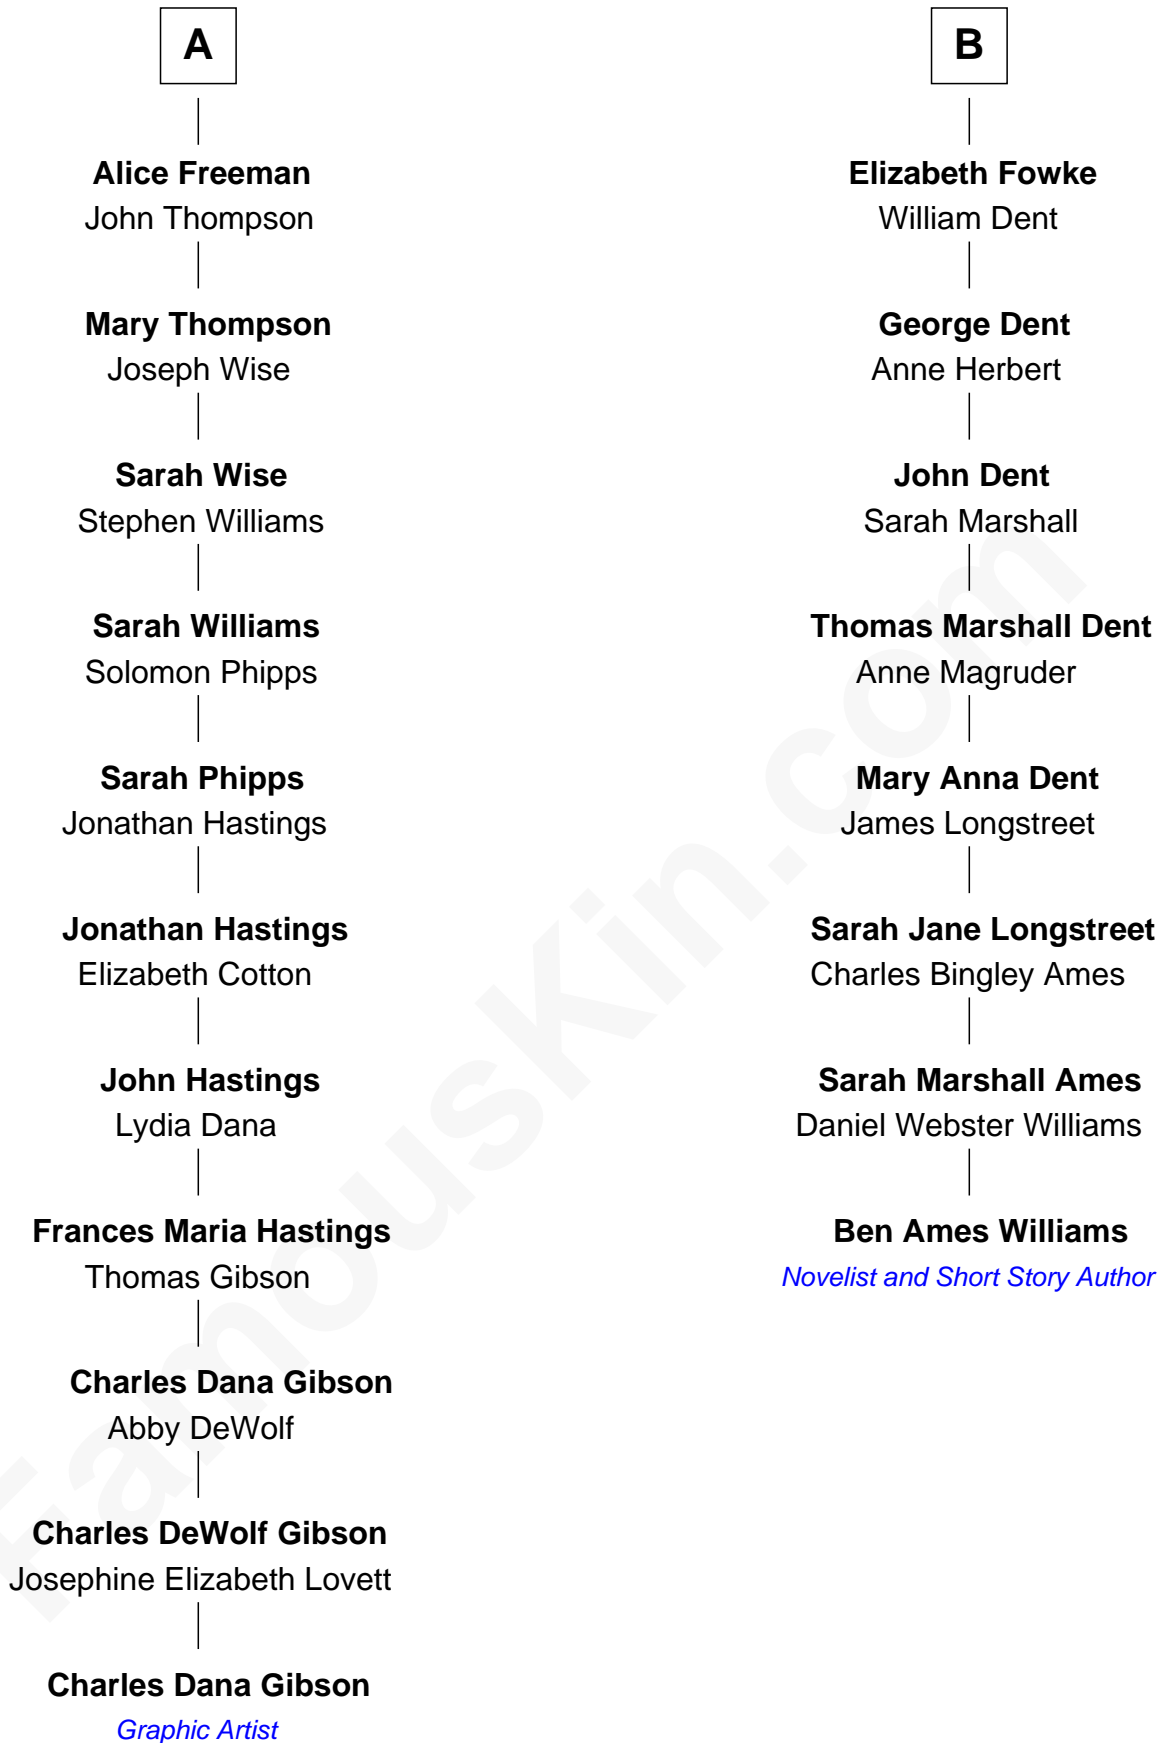 A
Alice Freeman
John Thompson
Mary Thompson
Joseph Wise
Sarah Wise
Stephen Williams
Sarah Williams
Solomon Phipps
Sarah Phipps
Jonathan Hastings
Jonathan Hastings
Elizabeth Cotton
John Hastings
Lydia Dana
Frances Maria Hastings
Thomas Gibson
Charles Dana Gibson
Abby DeWolf
Charles DeWolf Gibson
Josephine Elizabeth Lovett
Charles Dana Gibson
Graphic Artist
B
Elizabeth Fowke
William Dent
George Dent
Anne Herbert
John Dent
Sarah Marshall
Thomas Marshall Dent
Anne Magruder
Mary Anna Dent
James Longstreet
Sarah Jane Longstreet
Charles Bingley Ames
Sarah Marshall Ames
Daniel Webster Williams
Ben Ames Williams
Novelist and Short Story Author
FamousKin.com